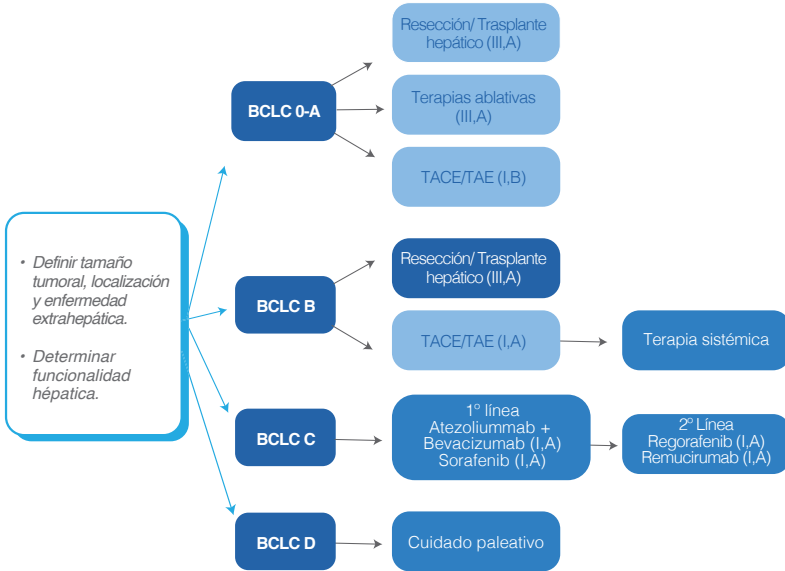 • Definir tamaño
tumoral, localización
y enfermedad
extrahepática.
• Determinar
funcionalidad
hépatica.
BCLC 0-A
Resección/ Trasplante
hepático (III,A)
Terapias ablativas
(III,A)
TACE/TAE (I,B)
BCLC B
Resección/ Trasplante
hepático (III,A)
TACE/TAE (I,A)
Terapia sistémica
BCLC C
1º línea
Atezoliummab +
Bevacizumab (I,A)
Sorafenib (I,A)
2º Línea
Regorafenib (I,A)
Remucirumab (I,A)
BCLC D
Cuidado paleativo